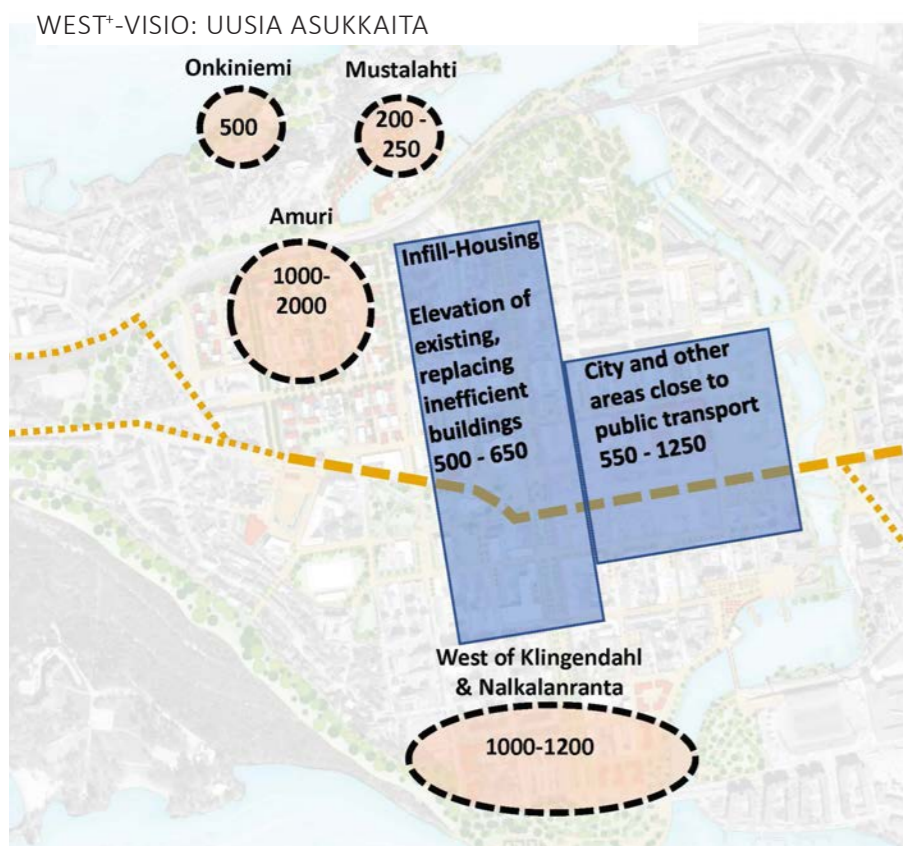 WEST⁺-VISIO: UUSIA ASUKKAITA
Onkiniemi
500
Mustalahti
200 -
250
Amuri
1000-
2000
Infill-Housing
Elevation of
existing,
replacing
inefficient
buildings
500 - 650
City and other
areas close to
public transport
550 - 1250
West of Klingendahl
& Nalkalanranta
1000-1200